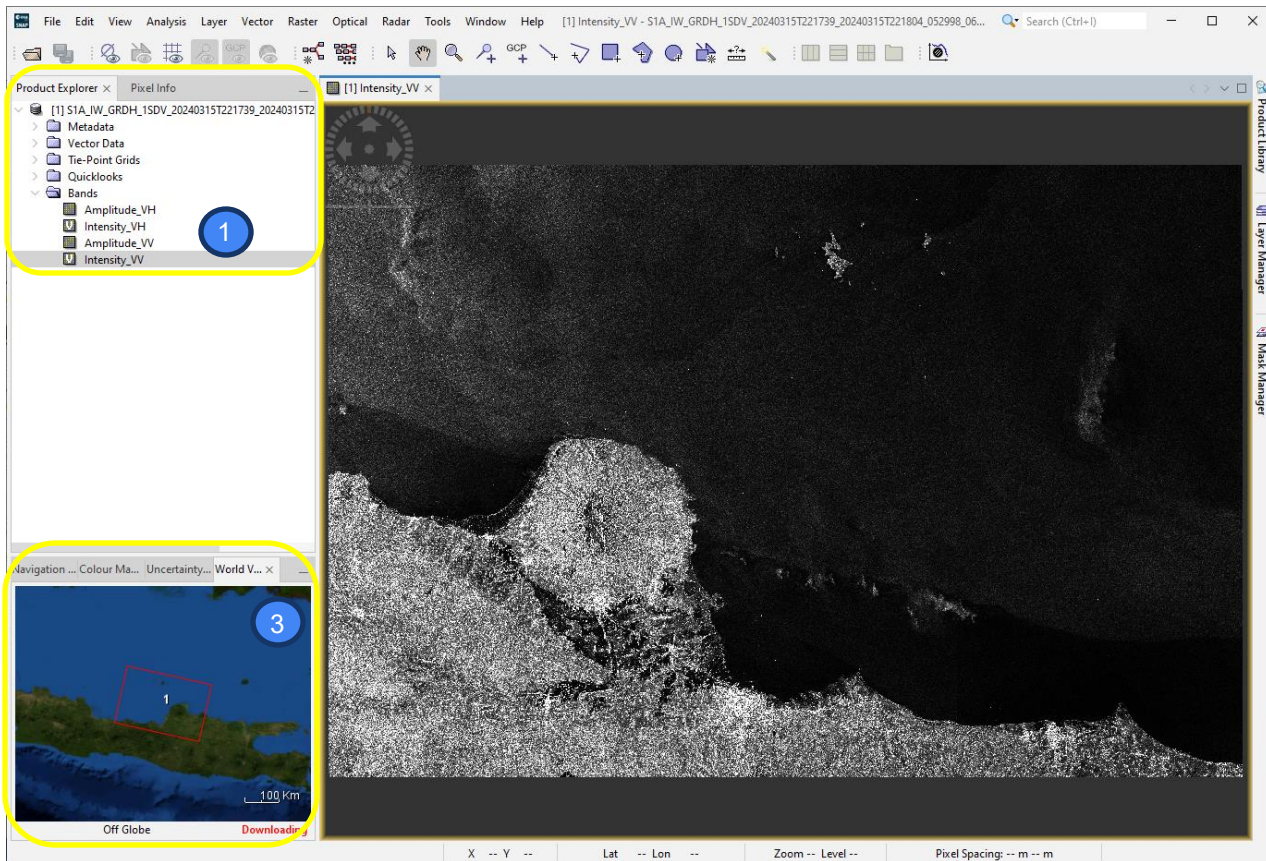 File Edit View Analysis Layer Vector Raster Optical Radar Tools Window Help [1] Intensity_VV - S1A_IW_GRDH_1SDV_20240315T221739_20240315T221804_052998_06... Search (Ctrl+I)
GCP GCP
Product Explorer × Pixel Info
[1] Intensity_VV ×
[1] S1A_IW_GRDH_1SDV_20240315T221739_20240315T2
Metadata
Vector Data
Tie-Point Grids
Quicklooks
Bands
Amplitude_VH
Intensity_VH
Amplitude_VV
Intensity_VV
1
Product Library
Layer Manager
Mask Manager
Navigation ... Colour Ma... Uncertainty... World V... ×
3
1
100 Km
Off Globe Downloading
X -- Y -- Lat -- Lon -- Zoom -- Level -- Pixel Spacing: -- m -- m